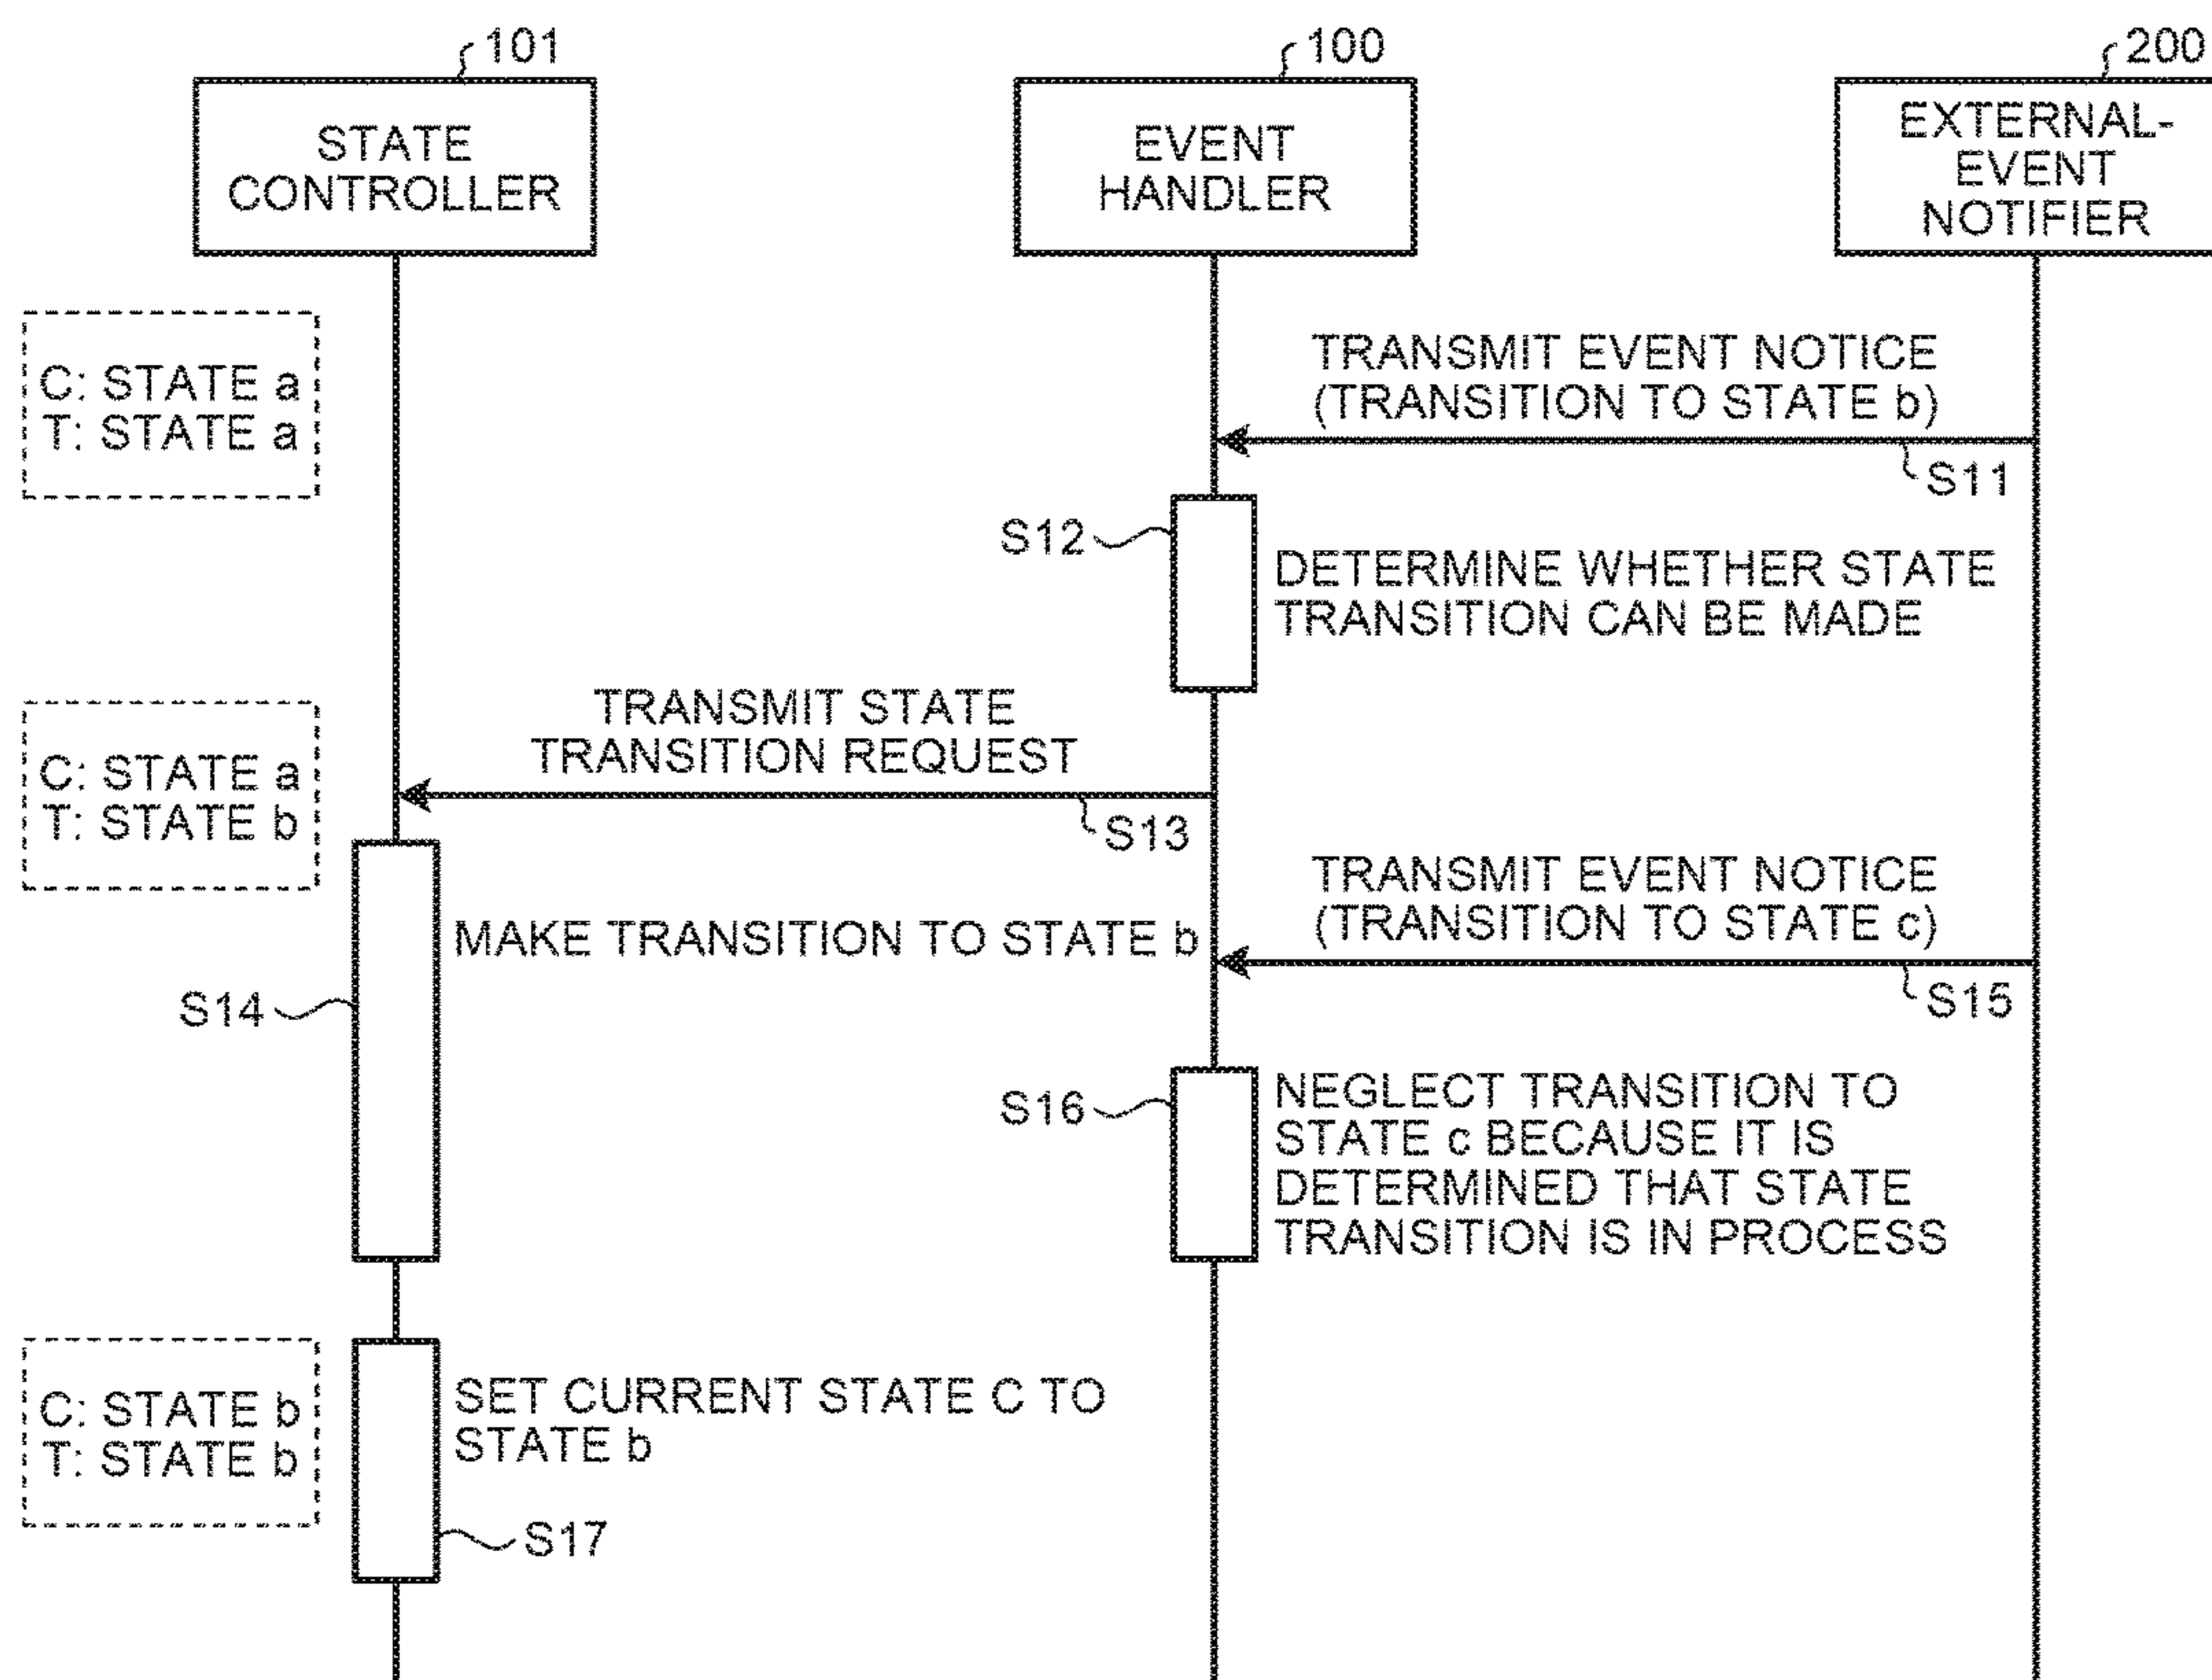 101
100
200
STATE
CONTROLLER
EVENT
HANDLER
EXTERNAL-
EVENT
NOTIFIER
C: STATE a
T: STATE a
TRANSMIT EVENT NOTICE
(TRANSITION TO STATE b)
S11
S12
DETERMINE WHETHER STATE
TRANSITION CAN BE MADE
C: STATE a
T: STATE b
TRANSMIT STATE
TRANSITION REQUEST
S13
TRANSMIT EVENT NOTICE
(TRANSITION TO STATE c)
S15
MAKE TRANSITION TO STATE b
S14
S16
NEGLECT TRANSITION TO
STATE c BECAUSE IT IS
DETERMINED THAT STATE
TRANSITION IS IN PROCESS
C: STATE b
T: STATE b
SET CURRENT STATE C TO
STATE b
S17